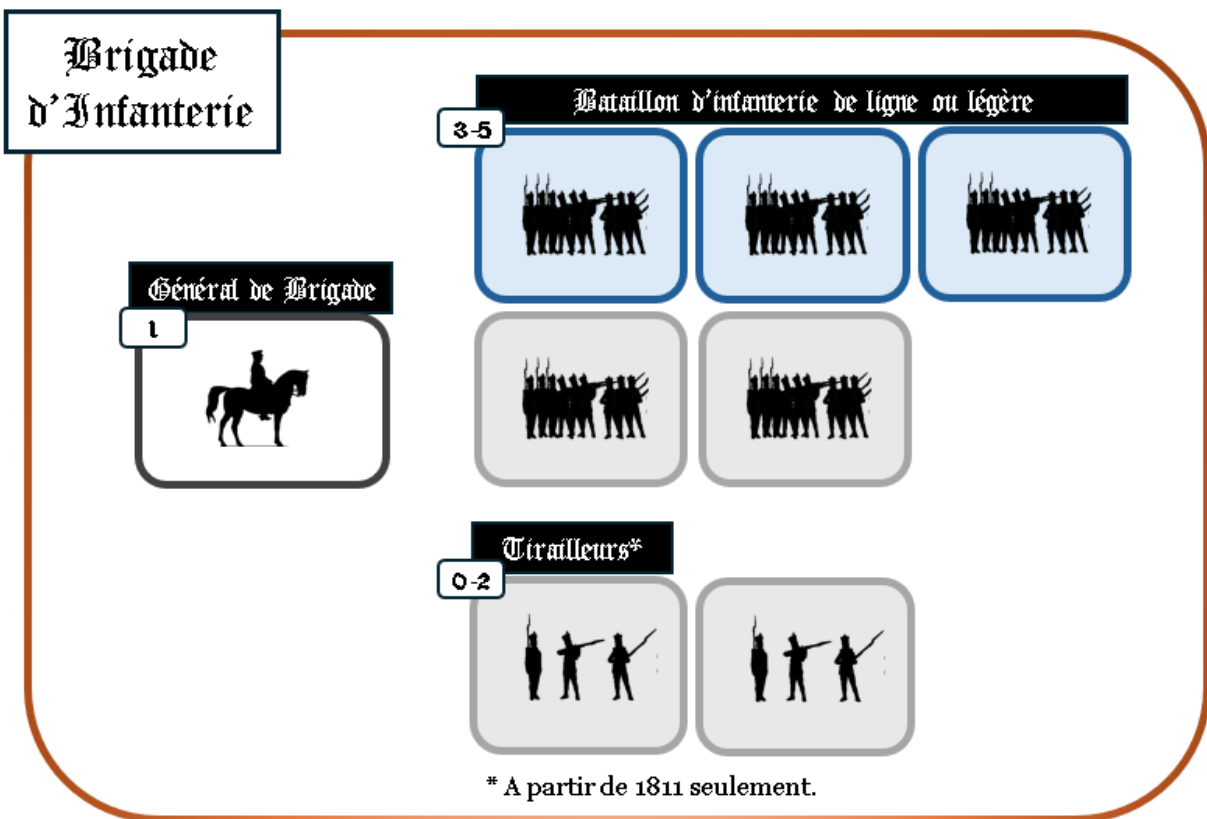 Brigade
d'Infanterie
Bataillon d'infanterie de ligne ou légère
3-5
Général de Brigade
1
Tirailleurs*
0-2
* A partir de 1811 seulement.